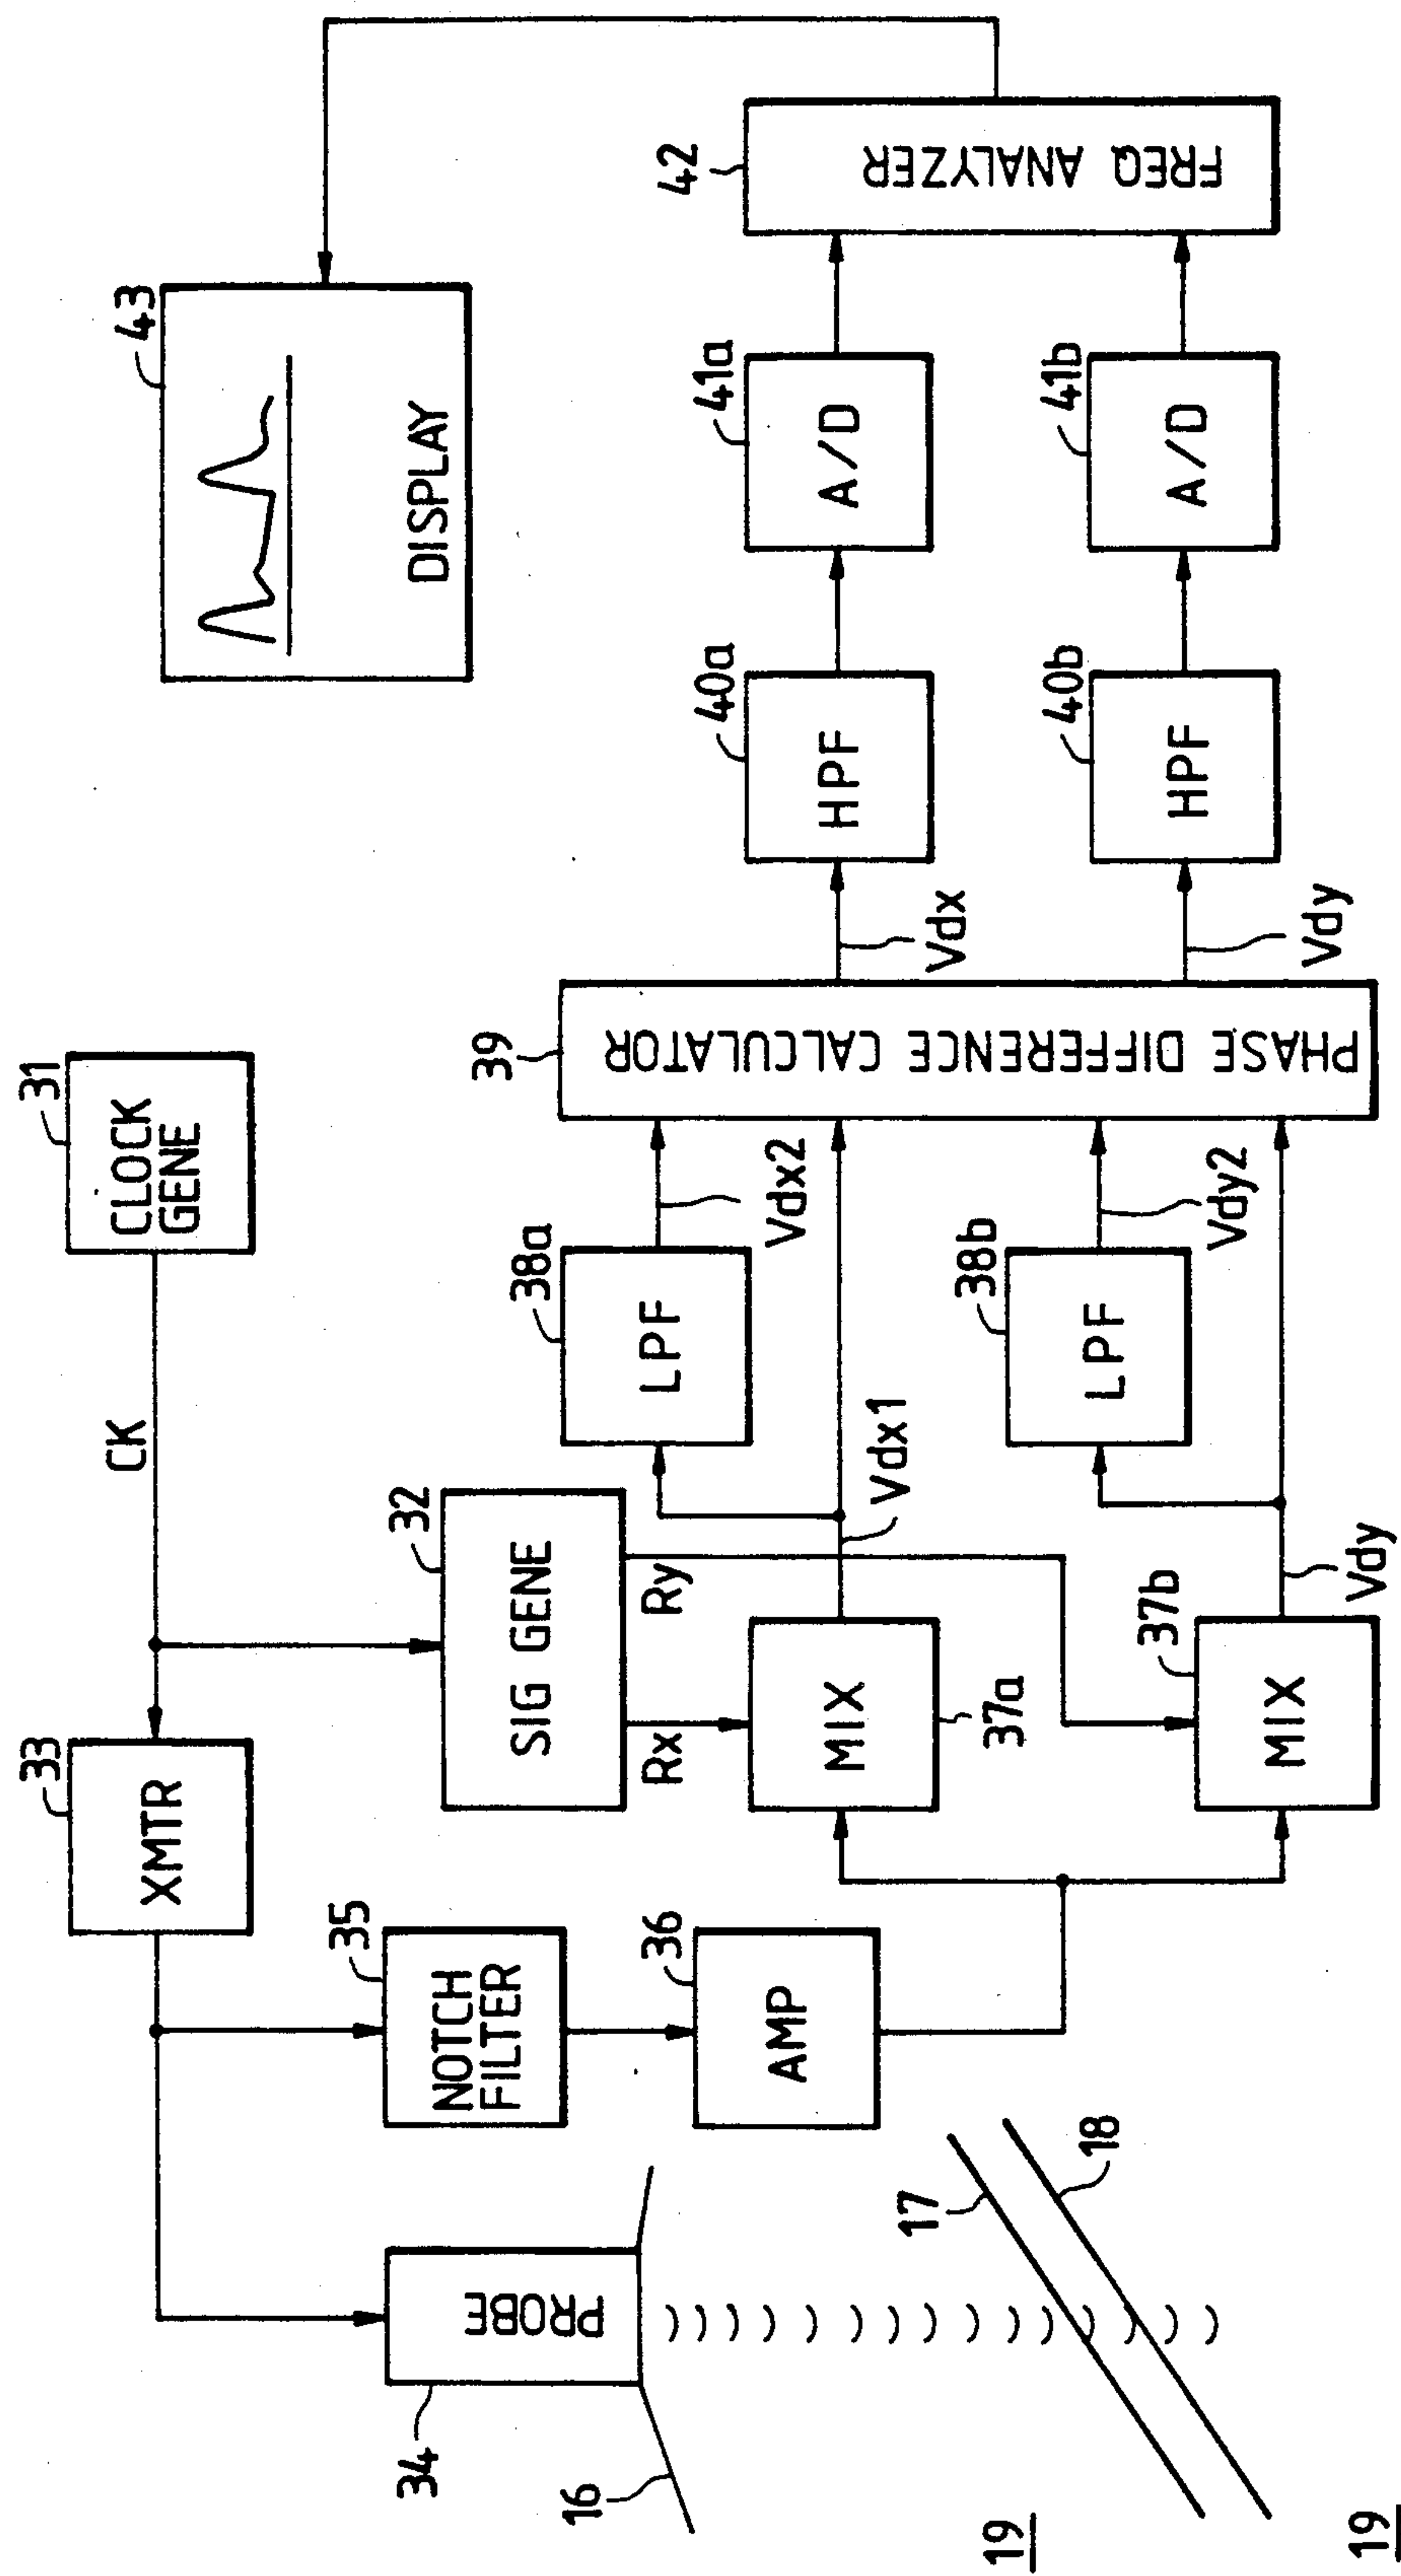 31
CLOCK
GENE
CK
33
XMTR
43
DISPLAY
32
SIG GENE
Rx
Ry
35
NOTCH
FILTER
36
AMP
34
PROBE
16
17
18
19
19
37a
MIX
37b
MIX
Vdx1
Vdy
38a
LPF
38b
LPF
Vdx2
Vdy2
39
PHASE DIFFERENCE CALCULATOR
Vdx
Vdy
40a
HPF
40b
HPF
41a
A/D
41b
A/D
42
FREQ ANALYZER